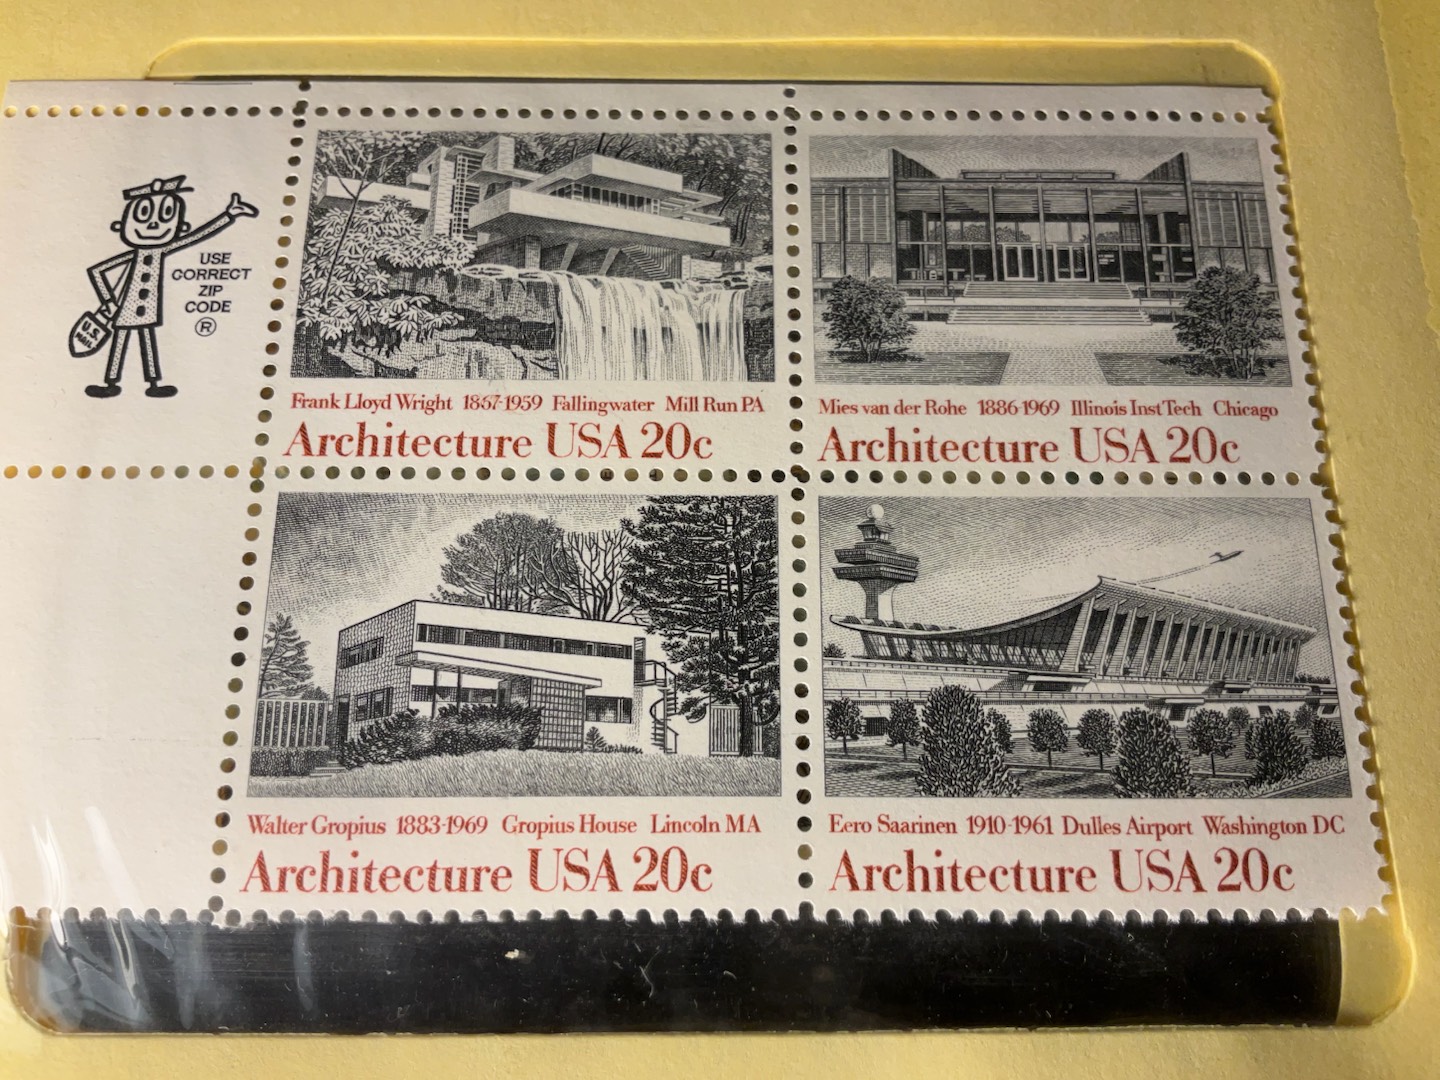 USE
CORRECT
ZIP
CODE
®
U.S.
MAIL
Frank Lloyd Wright 1867-1959 Fallingwater Mill Run PA
Architecture USA 20c
Mies van der Rohe 1886-1969 Illinois Inst Tech Chicago
Architecture USA 20c
Walter Gropius 1883-1969 Gropius House Lincoln MA
Architecture USA 20c
Eero Saarinen 1910-1961 Dulles Airport Washington DC
Architecture USA 20c